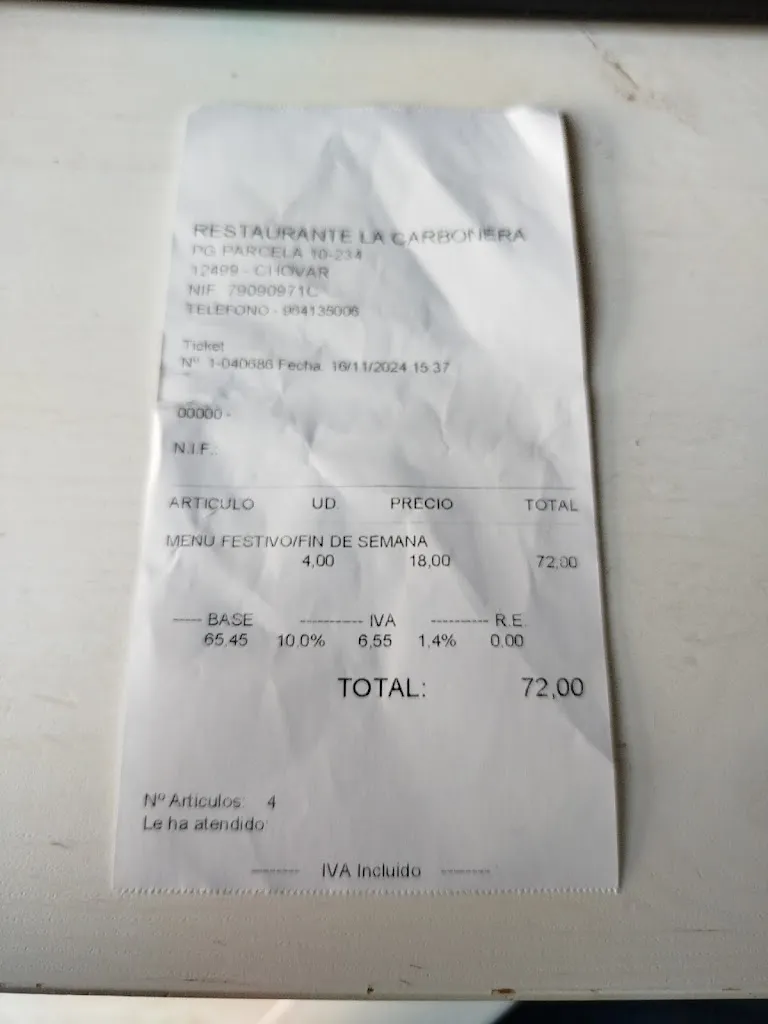 RESTAURANTE LA CARBONERA
PG PARCELA 10-234
12499 - CHOVAR
NIF. 79090971C
TELEFONO - 964135006
Ticket
Nº 1-040686 Fecha: 16/11/2024 15:37
00000 -
N.I.F.:
ARTICULO UD. PRECIO TOTAL
MENU FESTIVO/FIN DE SEMANA
4,00 18,00 72,00
----- BASE ----------- IVA ---------- R.E.
65,45 10,0% 6,55 1,4% 0,00
TOTAL: 72,00
Nº Articulos: 4
Le ha atendido:
-------- IVA Incluido --------